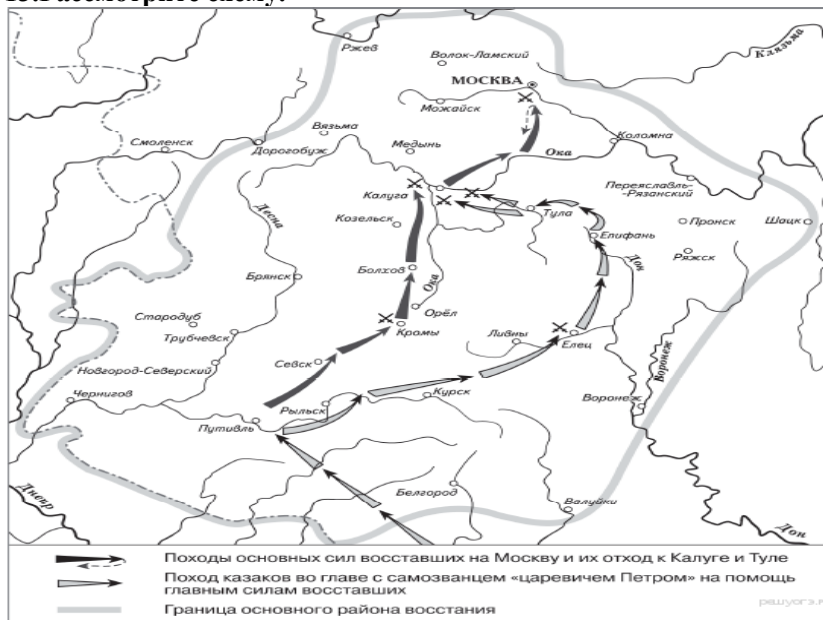 Ржев
Волок-Ламский
Клязьма
МОСКВА
Можайск
Вязьма
Смоленск
Дорогобуж
Медынь
Коломна
Ока
Переяславль-
-Рязанский
Калуга
Десна
Козельск
Тула
Пронск
Шацк
Епифань
Ряжск
Дон
Болхов
Брянск
Ока
Орёл
Стародуб
Кромы
Трубчевск
Ливны
Елец
Новгород-Северский
Севск
Воронеж
Чернигов
Рыльск
Курск
Воронеж
Путивль
Белгород
Днепр
Валуйки
Дон
Походы основных сил восставших на Москву и их отход к Калуге и Туле
Поход казаков во главе с самозванцем «царевичем Петром» на помощь
главным силам восставших
Граница основного района восстания